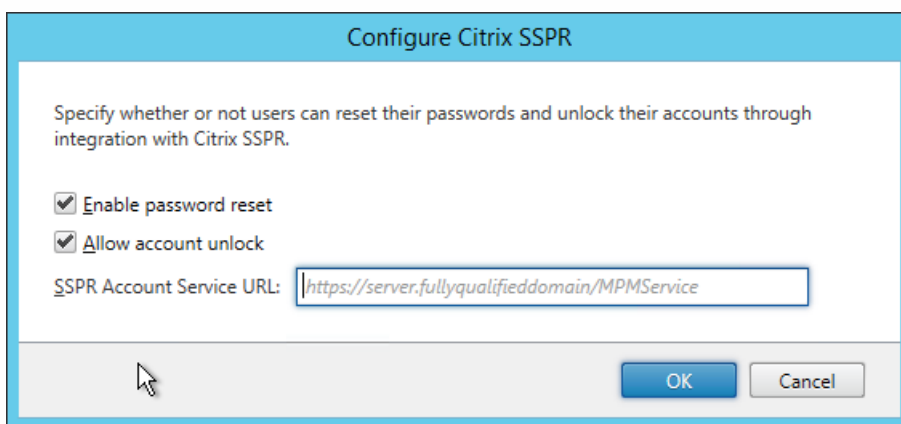 Configure Citrix SSPR
Specify whether or not users can reset their passwords and unlock their accounts through
integration with Citrix SSPR.
Enable password reset
Allow account unlock
SSPR Account Service URL: https://server.fullyqualifieddomain/MPMService
OK Cancel